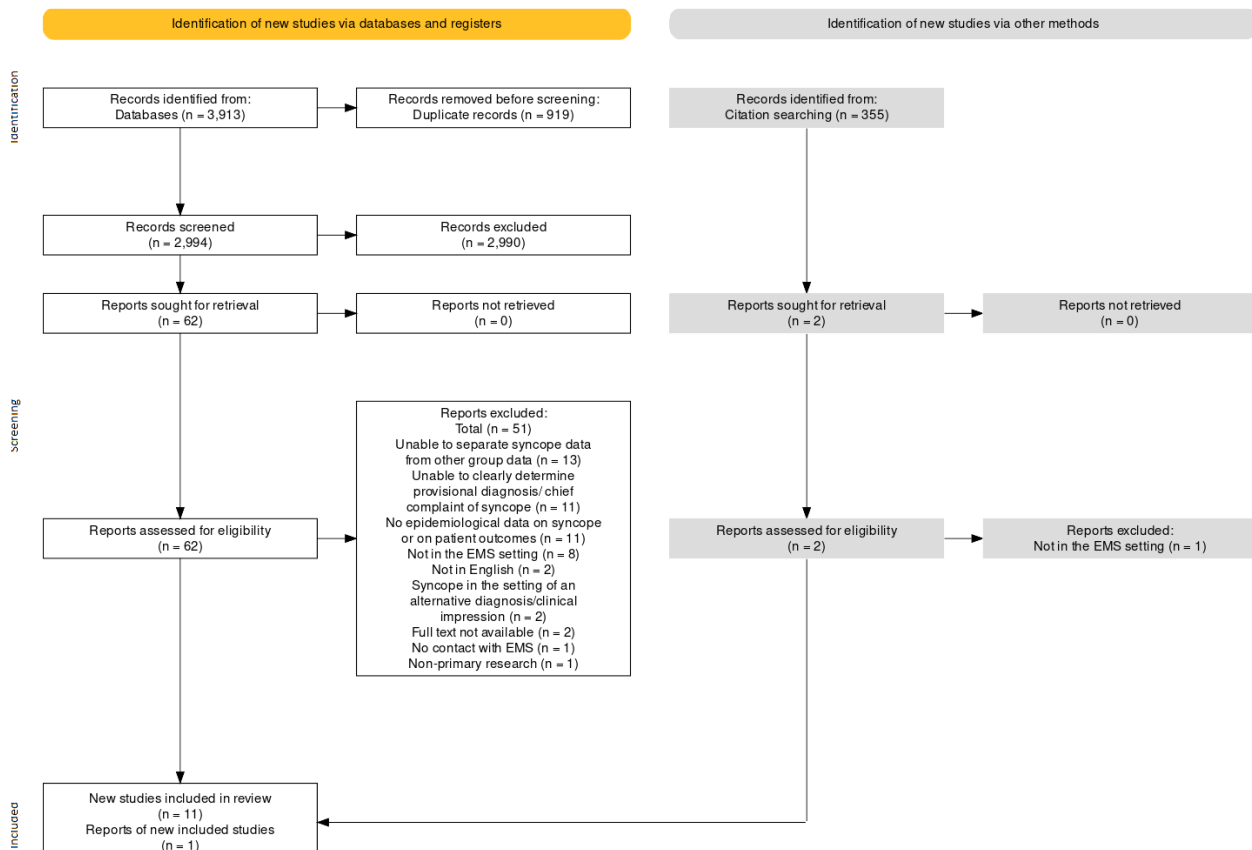 Identification of new studies via databases and registers
Identification of new studies via other methods
Identification
Records identified from:
Databases (n = 3,913)
Records removed before screening:
Duplicate records (n = 919)
Records identified from:
Citation searching (n = 355)
Records screened
(n = 2,994)
Records excluded
(n = 2,990)
Screening
Reports sought for retrieval
(n = 62)
Reports not retrieved
(n = 0)
Reports sought for retrieval
(n = 2)
Reports not retrieved
(n = 0)
Reports assessed for eligibility
(n = 62)
Reports excluded:
Total (n = 51)
Unable to separate syncope data
from other group data (n = 13)
Unable to clearly determine
provisional diagnosis/ chief
complaint of syncope (n = 11)
No epidemiological data on syncope
or on patient outcomes (n = 11)
Not in the EMS setting (n = 8)
Not in English (n = 2)
Syncope in the setting of an
alternative diagnosis/clinical
impression (n = 2)
Full text not available (n = 2)
No contact with EMS (n = 1)
Non-primary research (n = 1)
Reports assessed for eligibility
(n = 2)
Reports excluded:
Not in the EMS setting (n = 1)
Included
New studies included in review
(n = 11)
Reports of new included studies
(n = 1)